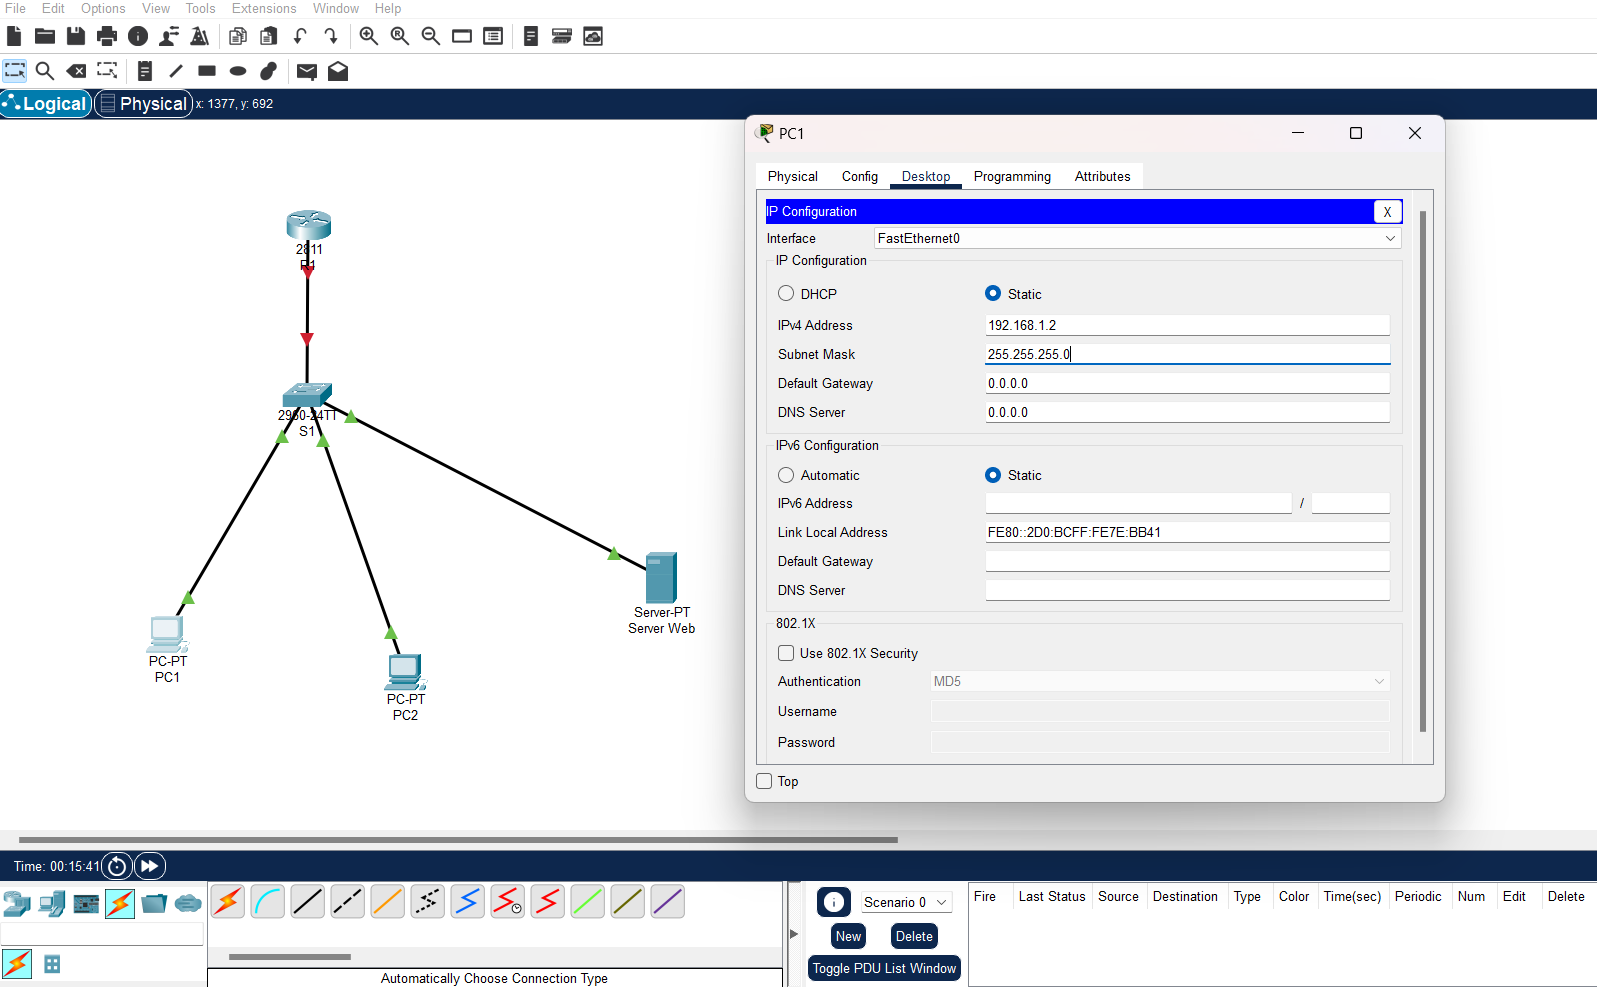 File Edit Options View Tools Extensions Window Help
Logical Physical x: 1377, y: 692
PC1
Physical Config Desktop Programming Attributes
IP Configuration X
Interface FastEthernet0
IP Configuration
DHCP Static
IPv4 Address 192.168.1.2
Subnet Mask 255.255.255.0
Default Gateway 0.0.0.0
DNS Server 0.0.0.0
IPv6 Configuration
Automatic Static
IPv6 Address /
Link Local Address FE80::2D0:BCFF:FE7E:BB41
Default Gateway
DNS Server
802.1X
Use 802.1X Security
Authentication MD5
Username
Password
Top
2811
R1
2960-24TT
S1
Server-PT
Server Web
PC-PT
PC1
PC-PT
PC2
Time: 00:15:41
Automatically Choose Connection Type
Scenario 0
New Delete
Toggle PDU List Window
Fire Last Status Source Destination Type Color Time(sec) Periodic Num Edit Delete